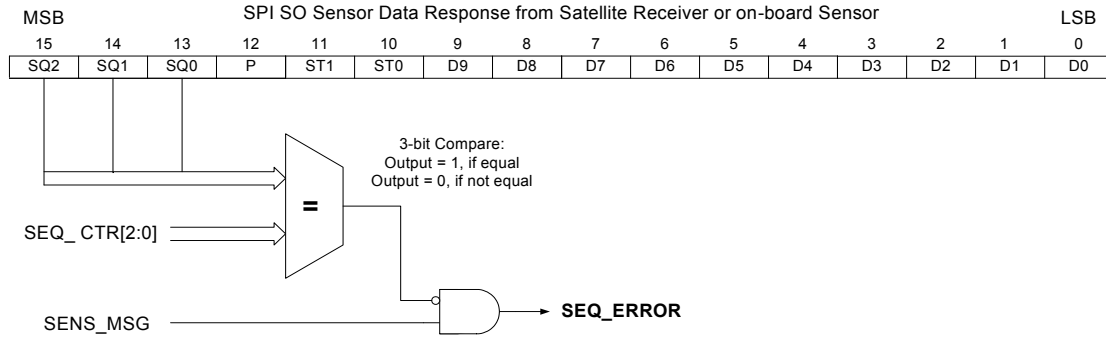 SPI SO Sensor Data Response from Satellite Receiver or on-board Sensor
MSB LSB
15 14 13 12 11 10 9 8 7 6 5 4 3 2 1 0
SQ2 SQ1 SQ0 P ST1 ST0 D9 D8 D7 D6 D5 D4 D3 D2 D1 D0
3-bit Compare:
Output = 1, if equal
Output = 0, if not equal
=
SEQ_ CTR[2:0]
SEQ_ERROR
SENS_MSG